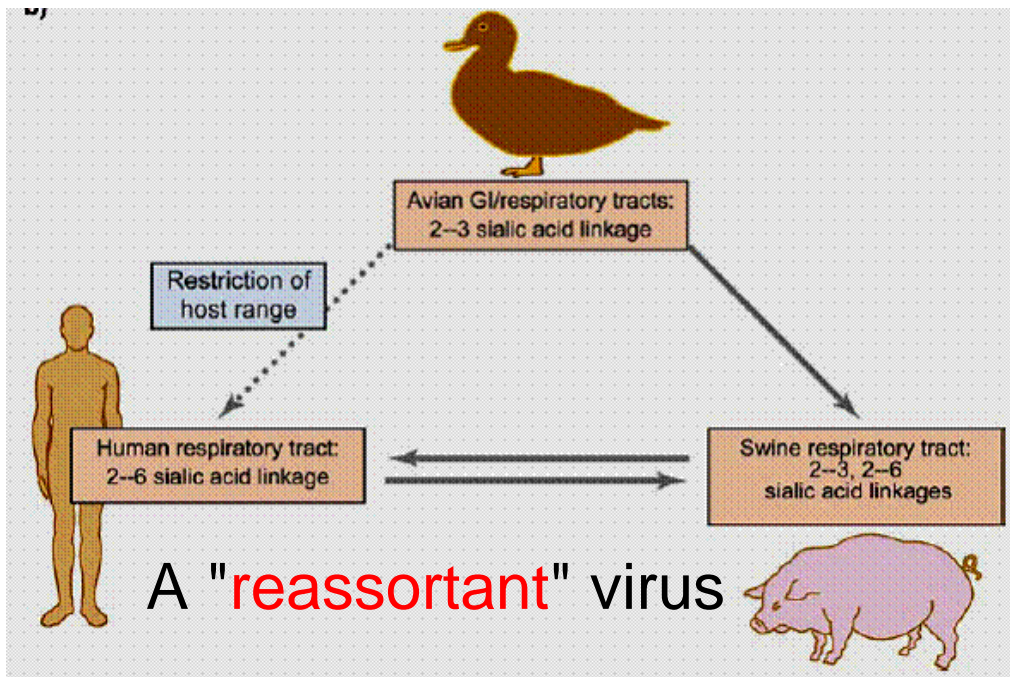 b)
Avian GI/respiratory tracts:
2--3 sialic acid linkage
Restriction of
host range
Human respiratory tract:
2--6 sialic acid linkage
Swine respiratory tract:
2--3, 2--6
sialic acid linkages
A "reassortant" virus